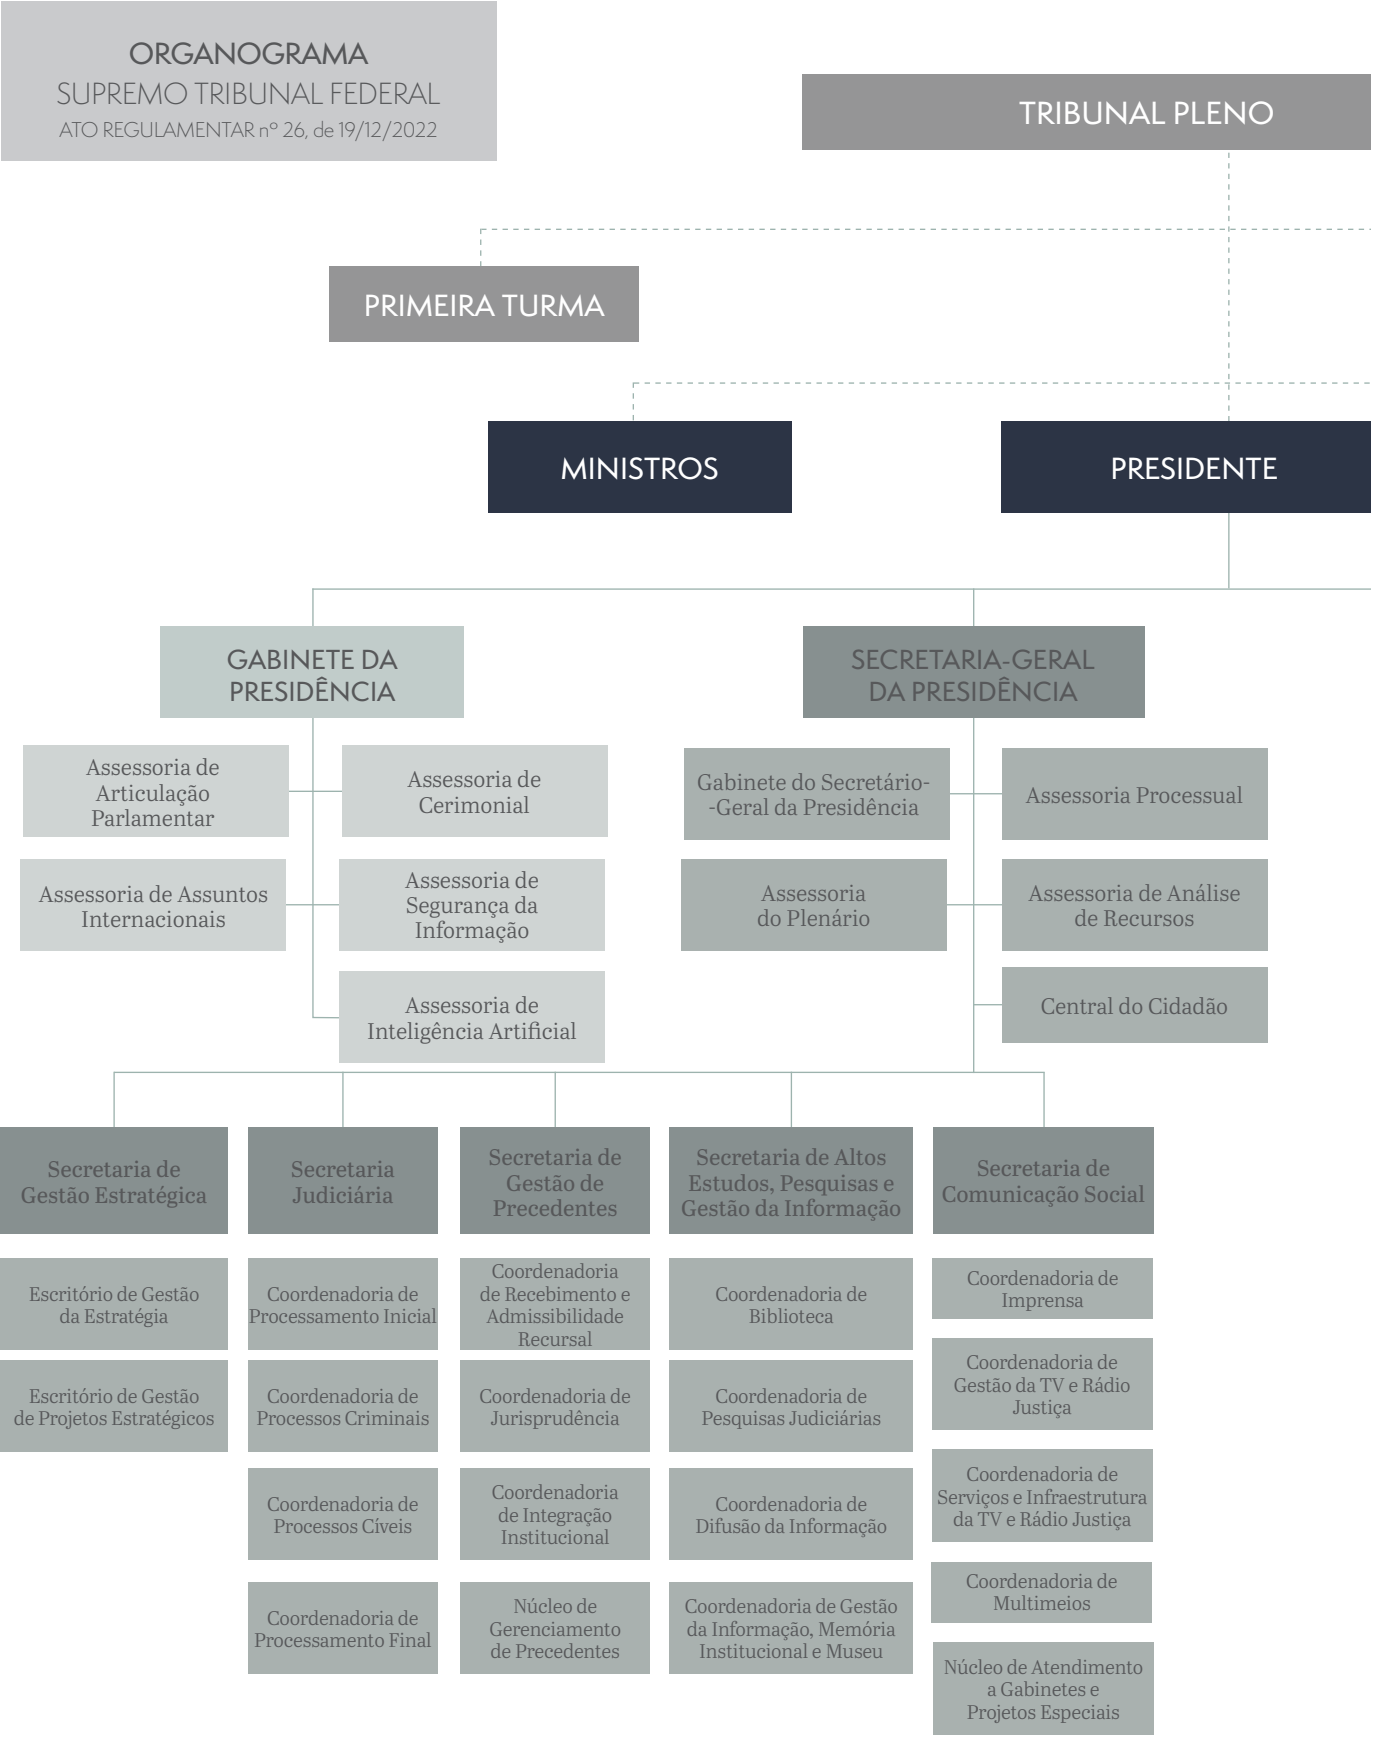 ORGANOGRAMA
SUPREMO TRIBUNAL FEDERAL
ATO REGULAMENTAR nº 26, de 19/12/2022
TRIBUNAL PLENO
PRIMEIRA TURMA
MINISTROS
PRESIDENTE
GABINETE DA
PRESIDÊNCIA
SECRETARIA-GERAL
DA PRESIDÊNCIA
Assessoria de
Articulação
Parlamentar
Assessoria de
Cerimonial
Gabinete do Secretário-
-Geral da Presidência
Assessoria Processual
Assessoria de Assuntos
Internacionais
Assessoria de
Segurança da
Informação
Assessoria
do Plenário
Assessoria de Análise
de Recursos
Assessoria de
Inteligência Artificial
Central do Cidadão
Secretaria de
Gestão Estratégica
Secretaria
Judiciária
Secretaria de
Gestão de
Precedentes
Secretaria de Altos
Estudos, Pesquisas e
Gestão da Informação
Secretaria de
Comunicação Social
Escritório de Gestão
da Estratégia
Escritório de Gestão
de Projetos Estratégicos
Coordenadoria de
Processamento Inicial
Coordenadoria de
Processos Criminais
Coordenadoria de
Processos Cíveis
Coordenadoria de
Processamento Final
Coordenadoria
de Recebimento e
Admissibilidade
Recursal
Coordenadoria de
Jurisprudência
Coordenadoria
de Integração
Institucional
Núcleo de
Gerenciamento
de Precedentes
Coordenadoria de
Biblioteca
Coordenadoria de
Pesquisas Judiciárias
Coordenadoria de
Difusão da Informação
Coordenadoria de Gestão
da Informação, Memória
Institucional e Museu
Coordenadoria de
Imprensa
Coordenadoria de
Gestão da TV e Rádio
Justiça
Coordenadoria de
Serviços e Infraestrutura
da TV e Rádio Justiça
Coordenadoria de
Multimeios
Núcleo de Atendimento
a Gabinetes e
Projetos Especiais